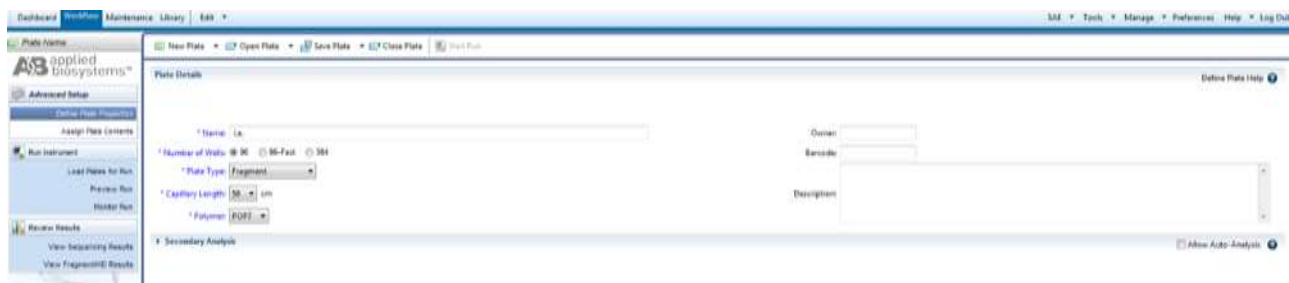 Dashboard Workflow Maintenance Library Edit
SAE Tools Manage Preferences Help Log Out
Plate Name
New Plate Open Plate Save Plate Close Plate Start Run
AB applied biosystems™
Plate Details
Define Plate Help
Advanced Setup
Define Plate Properties
Assign Plate Contents
* Name: i.e.
Owner:
* Number of Wells: 96 96-Fast 384
Barcode:
Run Instrument
* Plate Type: Fragment
Load Plates for Run
* Capillary Length: 50 cm
Description:
Preview Run
Monitor Run
* Polymer: POP7
Review Results
Secondary Analysis
Allow Auto-Analysis
View Sequencing Results
View Fragment/HID Results